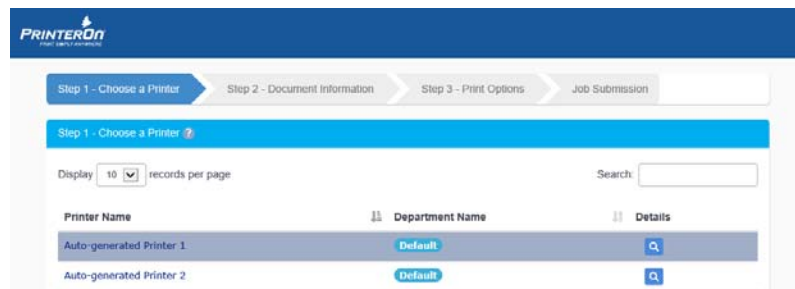 PRINTERON
PRINT SIMPLY ANYWHERE
Step 1 - Choose a Printer Step 2 - Document Information Step 3 - Print Options Job Submission
Step 1 - Choose a Printer ?
Display 10 records per page Search:
Printer Name Department Name Details
Auto-generated Printer 1 Default
Auto-generated Printer 2 Default